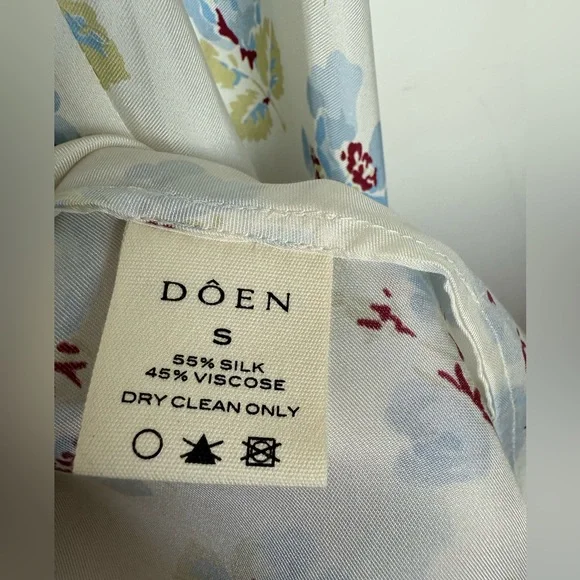 DÔEN
S
55% SILK
45% VISCOSE
DRY CLEAN ONLY